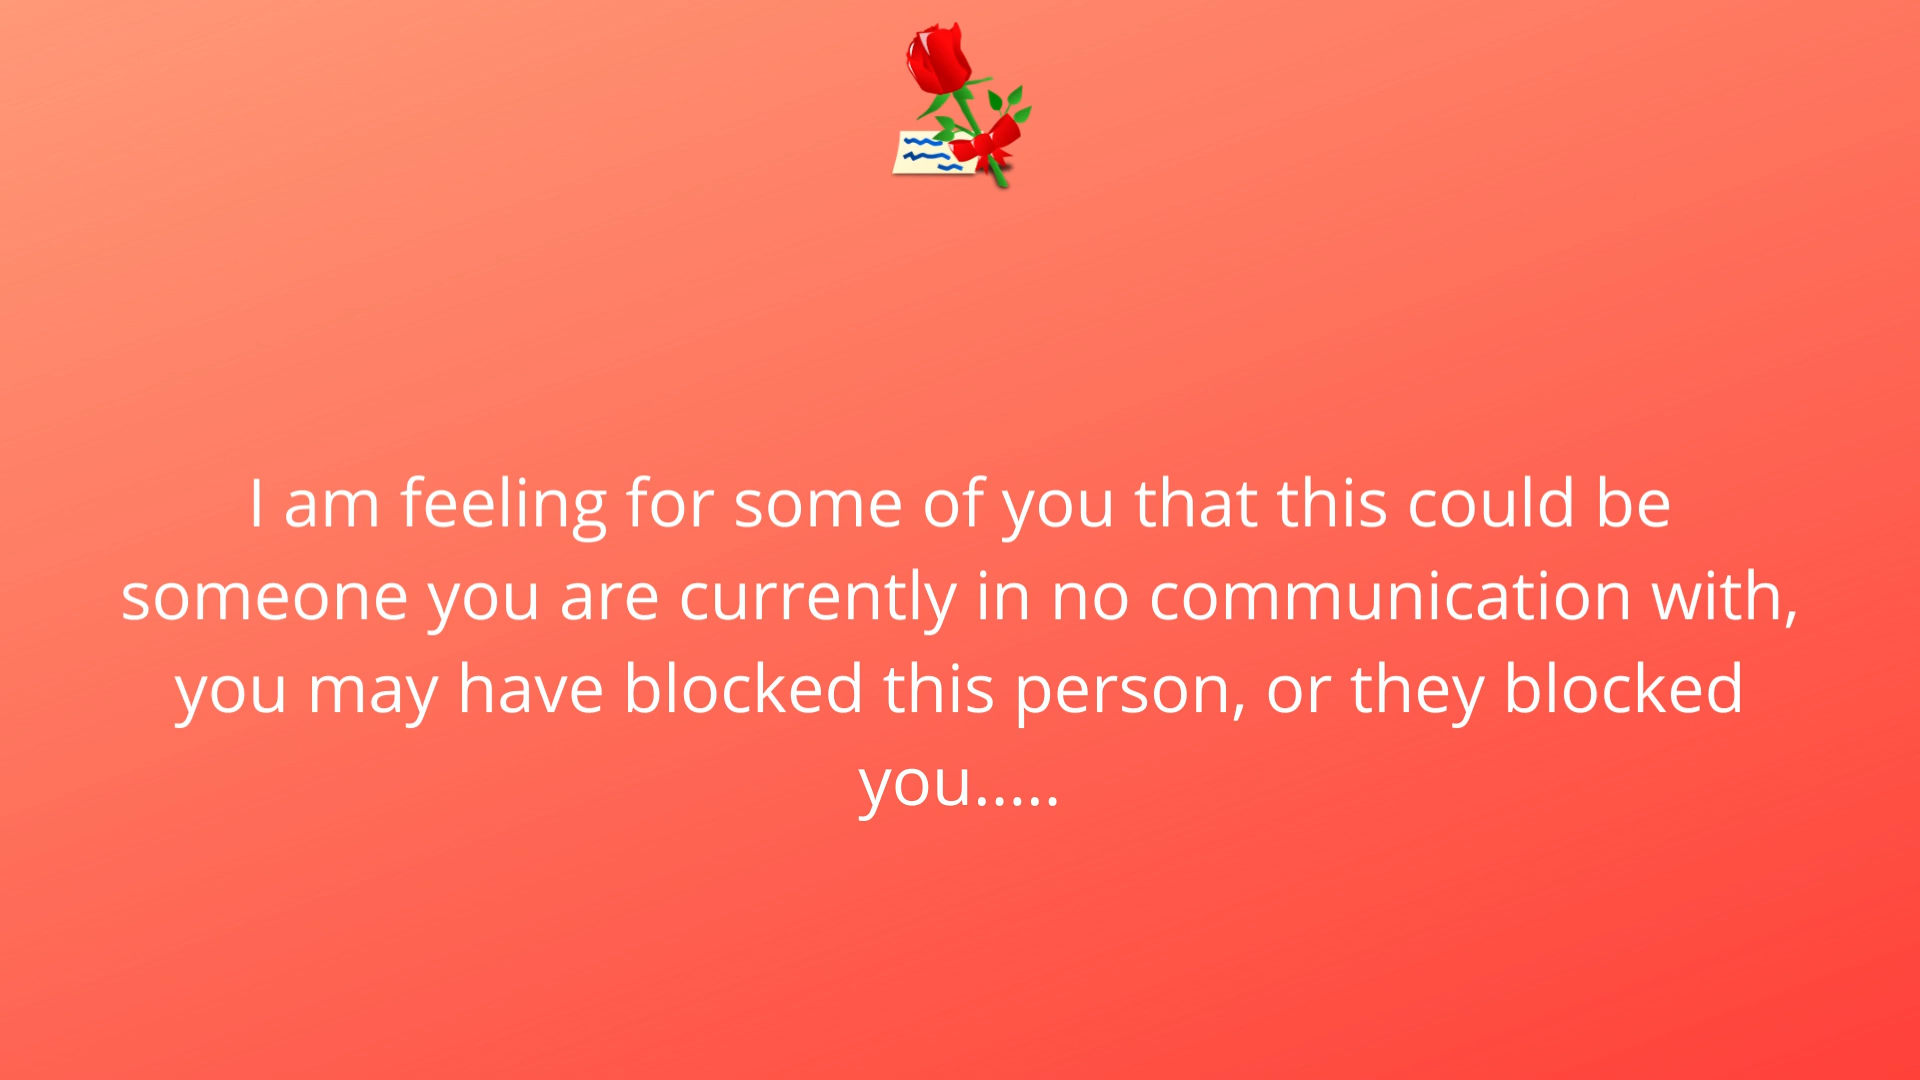 I am feeling for some of you that this could be
someone you are currently in no communication with,
you may have blocked this person, or they blocked
you.....